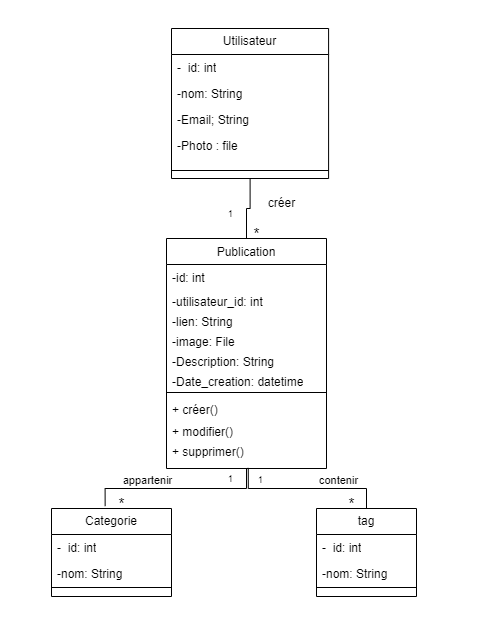 Utilisateur
- id: int
-nom: String
-Email; String
-Photo : file
créer
1
*
Publication
-id: int
-utilisateur_id: int
-lien: String
-image: File
-Description: String
-Date_creation: datetime
+ créer()
+ modifier()
+ supprimer()
appartenir
1
1
contenir
*
*
Categorie
- id: int
-nom: String
tag
- id: int
-nom: String